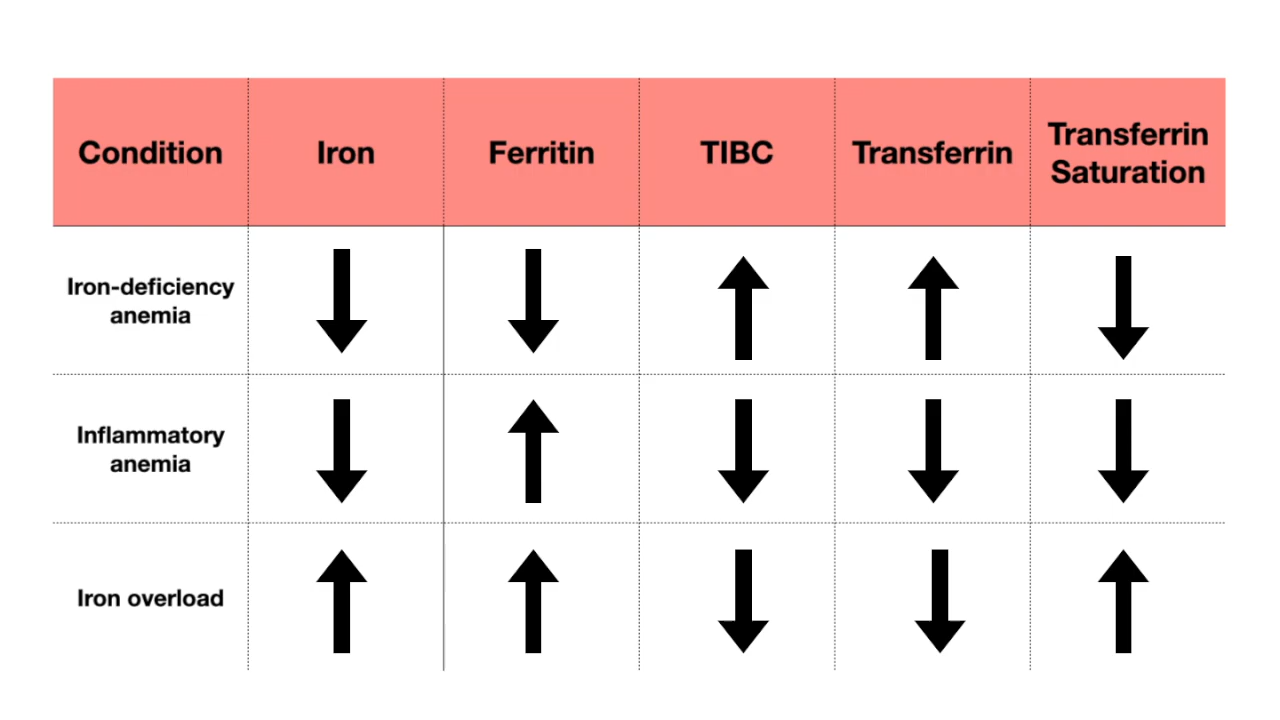 Condition
Iron
Ferritin
TIBC
Transferrin
Transferrin
Saturation
Iron-deficiency
anemia
Inflammatory
anemia
Iron overload